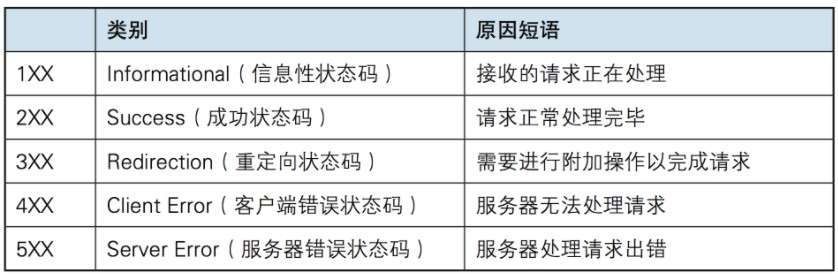 类别 原因短语
1XX Informational（信息性状态码） 接收的请求正在处理
2XX Success（成功状态码） 请求正常处理完毕
3XX Redirection（重定向状态码） 需要进行附加操作以完成请求
4XX Client Error（客户端错误状态码） 服务器无法处理请求
5XX Server Error（服务器错误状态码） 服务器处理请求出错